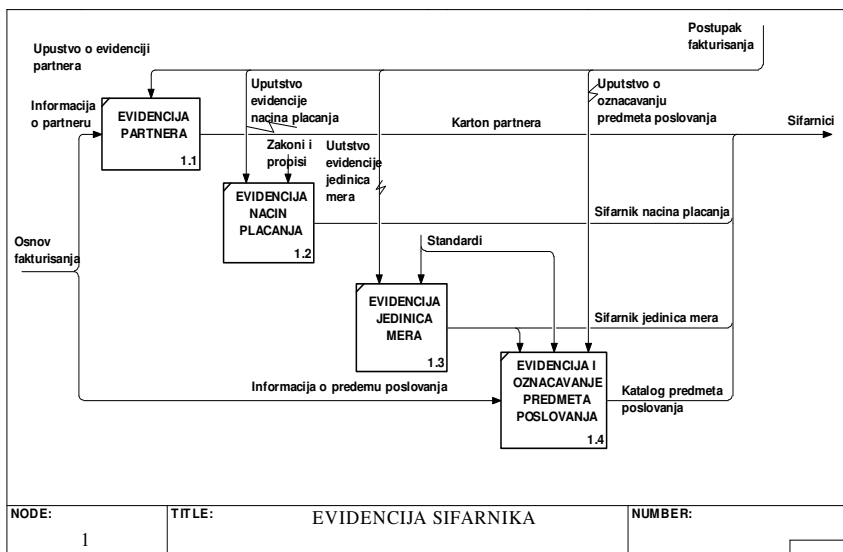 Postupak
fakturisanja
Upustvo o evidenciji
partnera
Uputstvo
evidencije
nacina placanja
Uputstvo o
oznacavanju
predmeta poslovanja
Informacija
o partneru
EVIDENCIJA
PARTNERA
1.1
Karton partnera
Sifarnici
Zakoni i
propisi
Uutstvo
evidencije
jedinica
mera
EVIDENCIJA
NACIN
PLACANJA
1.2
Sifarnik nacina placanja
Osnov
fakturisanja
Standardi
EVIDENCIJA
JEDINICA
MERA
1.3
Sifarnik jedinica mera
EVIDENCIJA I
OZNACAVANJE
PREDMETA
POSLOVANJA
1.4
Informacija o predemu poslovanja
Katalog predmeta
poslovanja
NODE:
1
TITLE:
EVIDENCIJA SIFARNIKA
NUMBER: